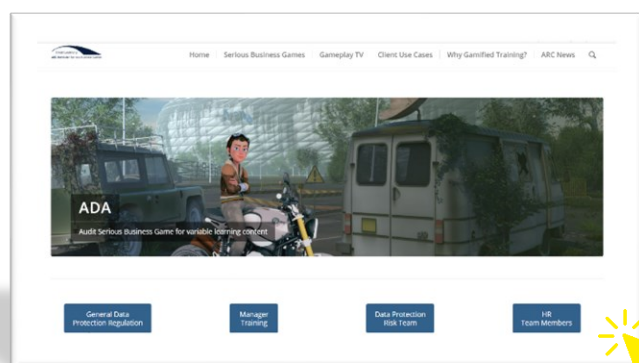 Home Serious Business Games Gameplay TV Client Use Cases Why Gamified Training? ARC News
ADA
Audit Serious Business Game for variable learning content
General Data
Protection Regulation
Manager
Training
Data Protection
Risk Team
HR
Team Members